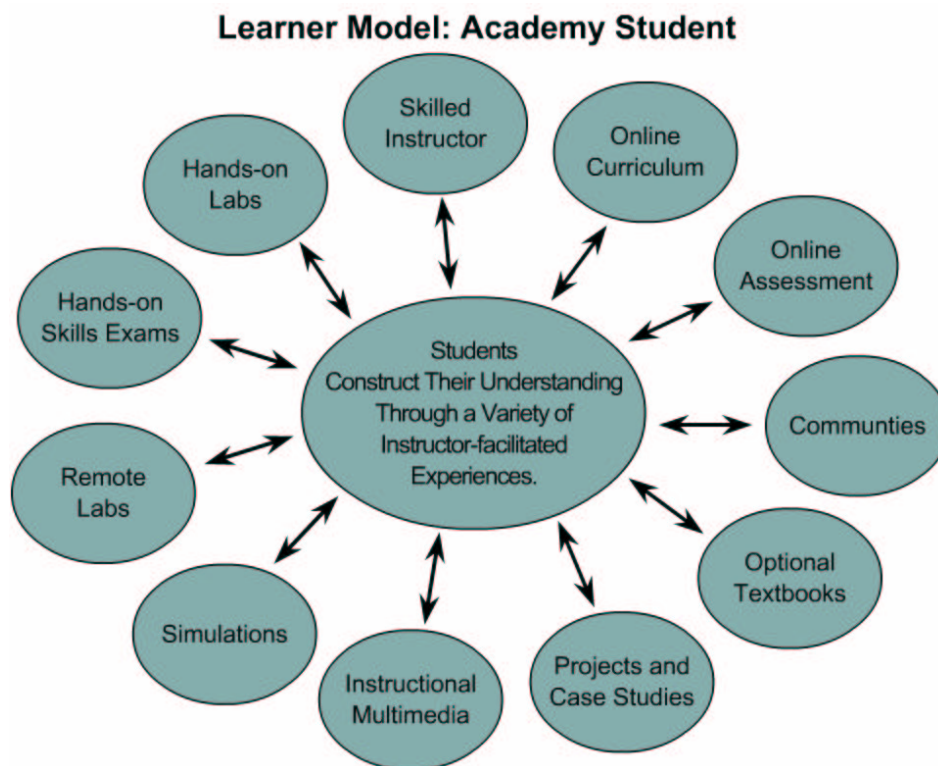 Learner Model: Academy Student
Skilled
Instructor
Online
Curriculum
Hands-on
Labs
Online
Assessment
Hands-on
Skills Exams
Students
Construct Their Understanding
Through a Variety of
Instructor-facilitated
Experiences.
Communties
Remote
Labs
Optional
Textbooks
Simulations
Instructional
Multimedia
Projects and
Case Studies